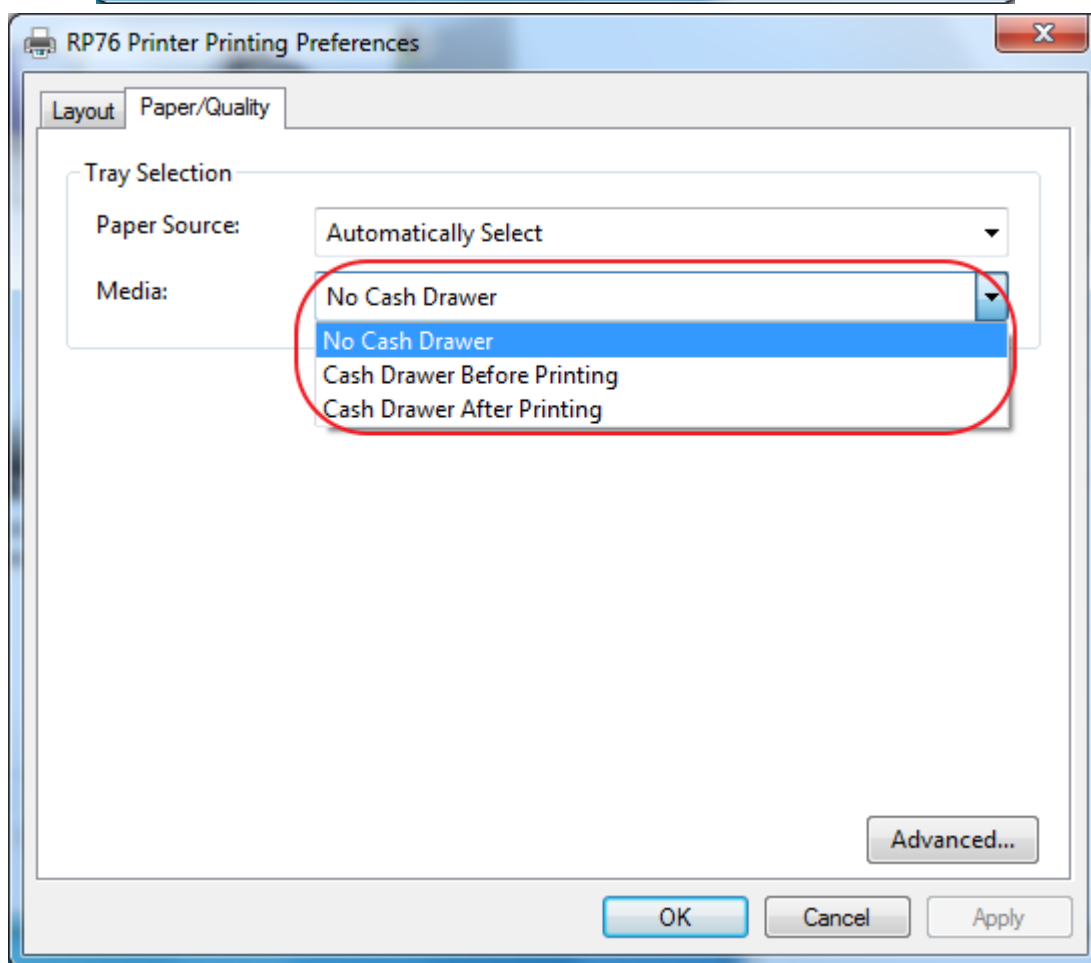 RP76 Printer Printing Preferences
Layout Paper/Quality
Tray Selection
Paper Source: Automatically Select
Media: No Cash Drawer
No Cash Drawer
Cash Drawer Before Printing
Cash Drawer After Printing
Advanced...
OK Cancel Apply